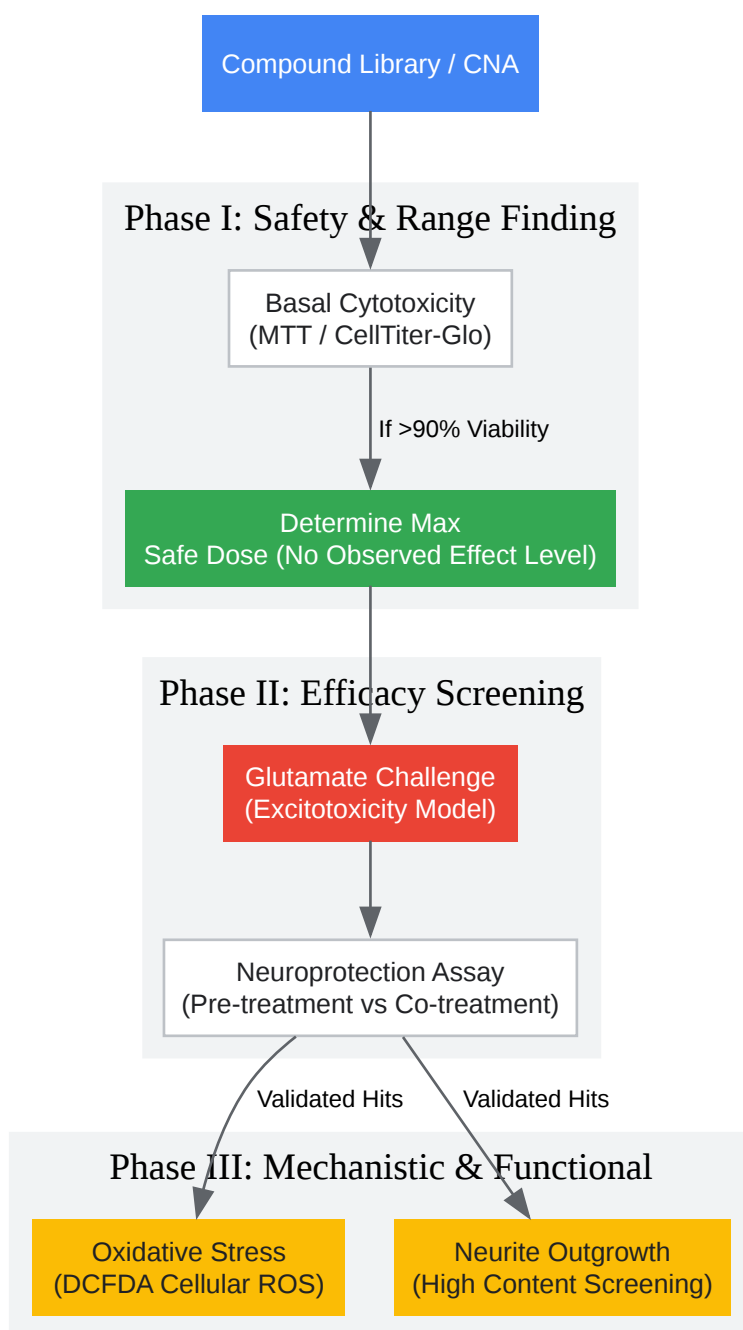 Compound Library / CNA
Phase I: Safety & Range Finding
Basal Cytotoxicity
(MTT / CellTiter-Glo)
If >90% Viability
Determine Max
Safe Dose (No Observed Effect Level)
Phase II: Efficacy Screening
Glutamate Challenge
(Excitotoxicity Model)
Neuroprotection Assay
(Pre-treatment vs Co-treatment)
Validated Hits
Validated Hits
Phase III: Mechanistic & Functional
Oxidative Stress
(DCFDA Cellular ROS)
Neurite Outgrowth
(High Content Screening)